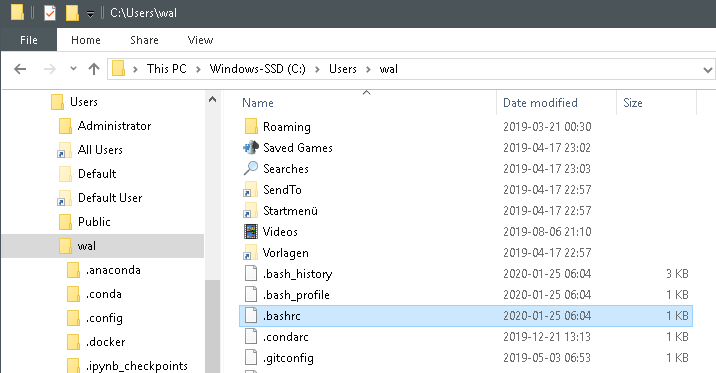 C:\Users\wal
File Home Share View
This PC > Windows-SSD (C:) > Users > wal
Users
Administrator
All Users
Default
Default User
Public
wal
.anaconda
.conda
.config
.docker
.ipynb_checkpoints
Name Date modified Size
Roaming 2019-03-21 00:30
Saved Games 2019-04-17 23:02
Searches 2019-04-17 23:03
SendTo 2019-04-17 22:57
Startmenü 2019-04-17 22:57
Videos 2019-08-06 21:10
Vorlagen 2019-04-17 22:57
.bash_history 2020-01-25 06:04 3 KB
.bash_profile 2020-01-25 06:04 1 KB
.bashrc 2020-01-25 06:04 1 KB
.condarc 2019-12-21 13:13 1 KB
.gitconfig 2019-05-03 06:53 1 KB